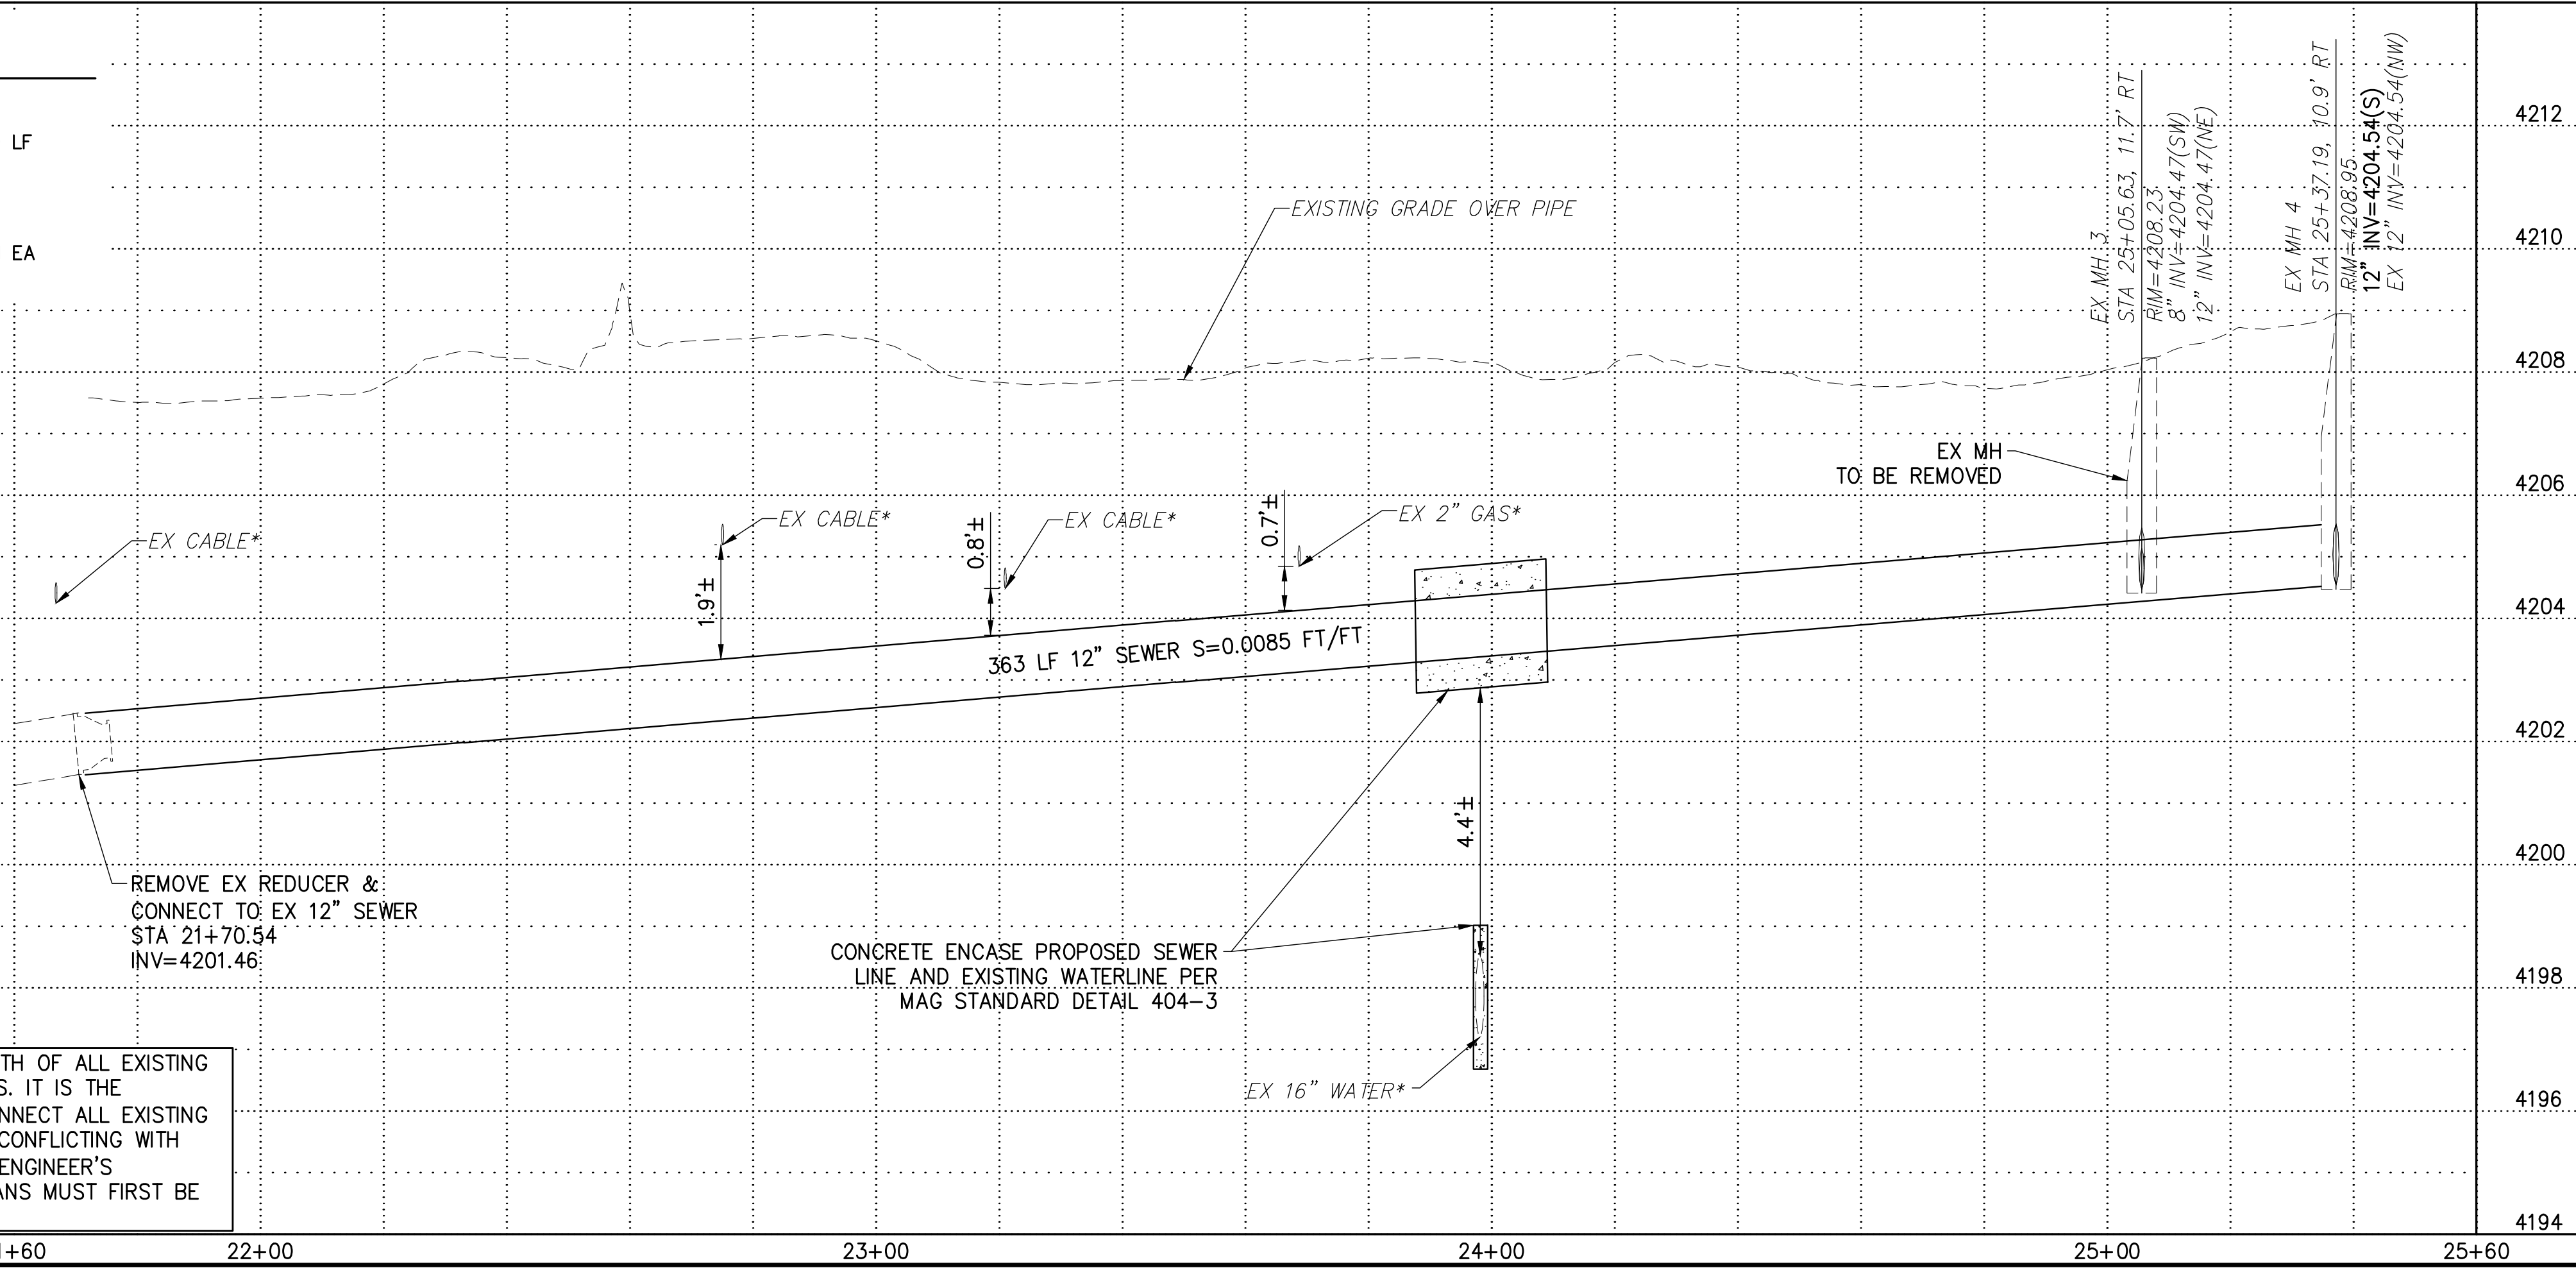 LF
EA
EXISTING GRADE OVER PIPE
EX MH 3
STA 25+05.63, 11.7' RT
RIM=4208.23
8" INV=4204.47(SW)
12" INV=4204.47(NE)
EX MH 4
STA 25+37.19, 10.9' RT
RIM=4208.95
12" INV=4204.54(S)
EX 12" INV=4204.54(NW)
4212
4210
4208
4206
4204
4202
4200
4198
4196
4194
EX MH
TO BE REMOVED
EX CABLE*
EX CABLE*
1.9'±
EX CABLE*
0.8'±
EX 2" GAS*
0.7'±
363 LF 12" SEWER S=0.0085 FT/FT
4.4'±
REMOVE EX REDUCER &
CONNECT TO EX 12" SEWER
STA 21+70.54
INV=4201.46
CONCRETE ENCASE PROPOSED SEWER
LINE AND EXISTING WATERLINE PER
MAG STANDARD DETAIL 404-3
EX 16" WATER*
TH OF ALL EXISTING
S. IT IS THE
NNECT ALL EXISTING
CONFLICTING WITH
ENGINEER'S
ANS MUST FIRST BE
+60
22+00
23+00
24+00
25+00
25+60